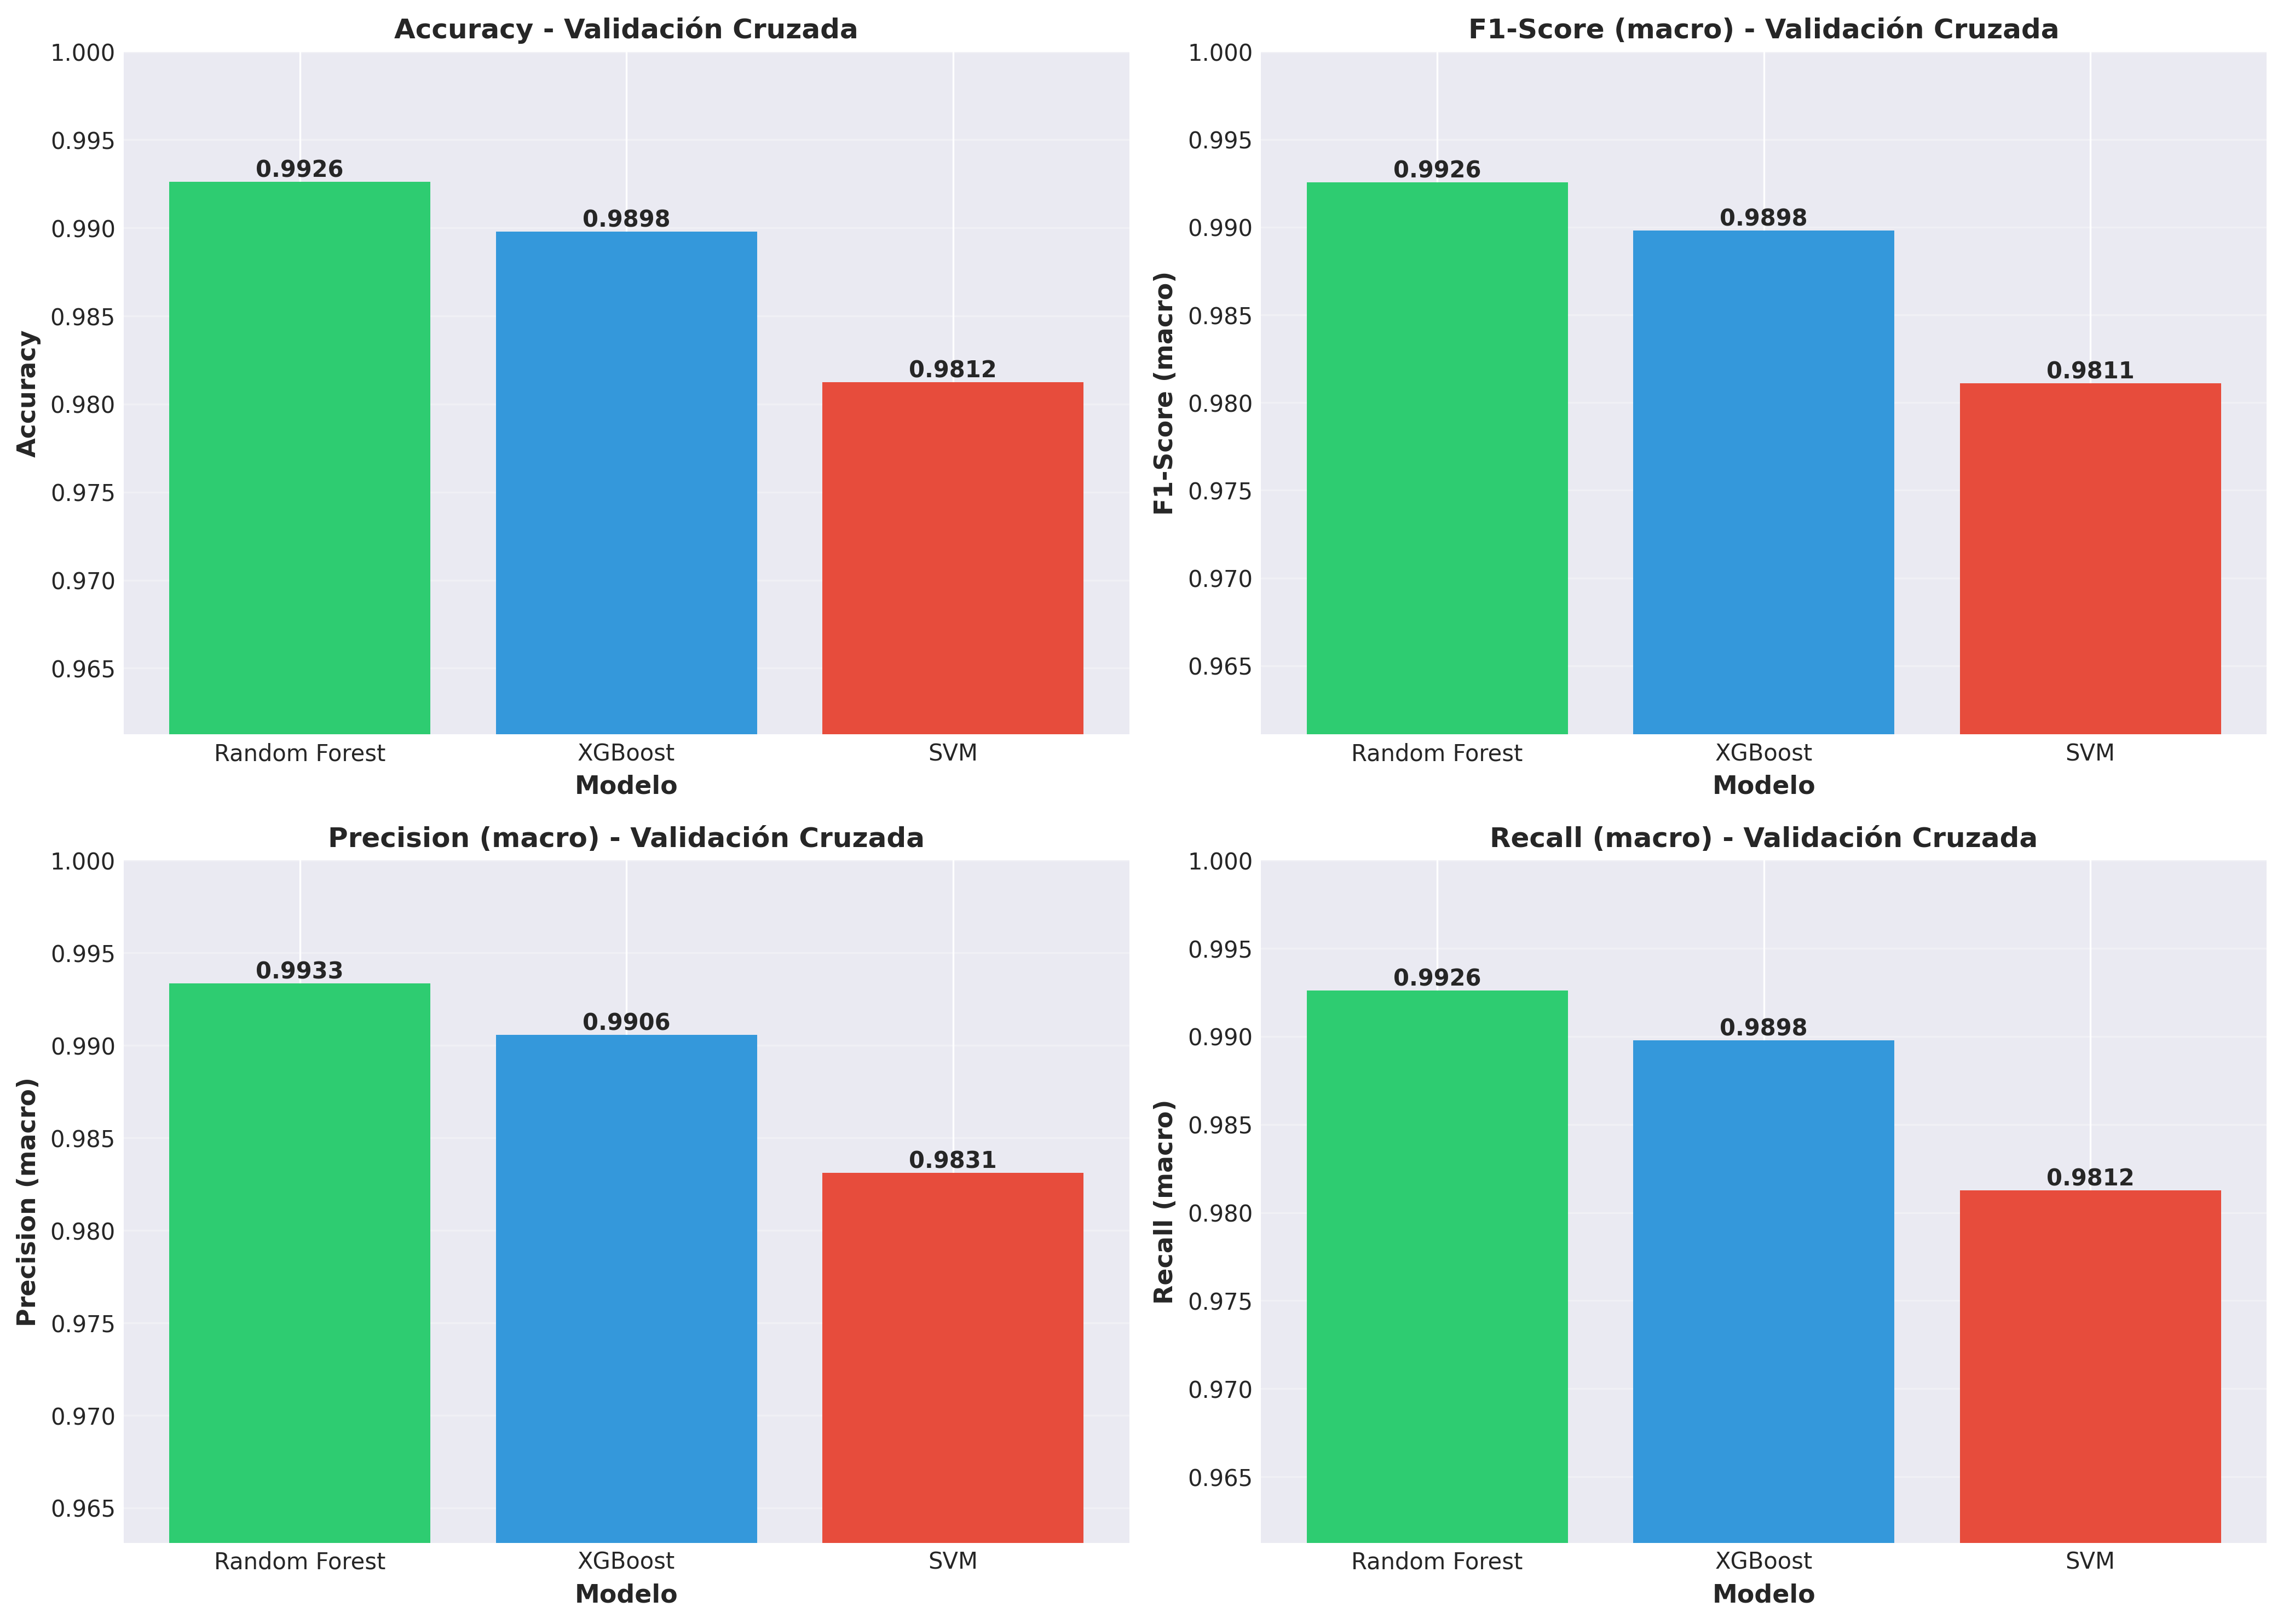 Accuracy - Validación Cruzada
1.000
0.995
0.990
0.985
0.980
0.975
0.970
0.965
Accuracy
0.9926
0.9898
0.9812
Random Forest
XGBoost
SVM
Modelo
F1-Score (macro) - Validación Cruzada
1.000
0.995
0.990
0.985
0.980
0.975
0.970
0.965
F1-Score (macro)
0.9926
0.9898
0.9811
Random Forest
XGBoost
SVM
Modelo
Precision (macro) - Validación Cruzada
1.000
0.995
0.990
0.985
0.980
0.975
0.970
0.965
Precision (macro)
0.9933
0.9906
0.9831
Random Forest
XGBoost
SVM
Modelo
Recall (macro) - Validación Cruzada
1.000
0.995
0.990
0.985
0.980
0.975
0.970
0.965
Recall (macro)
0.9926
0.9898
0.9812
Random Forest
XGBoost
SVM
Modelo